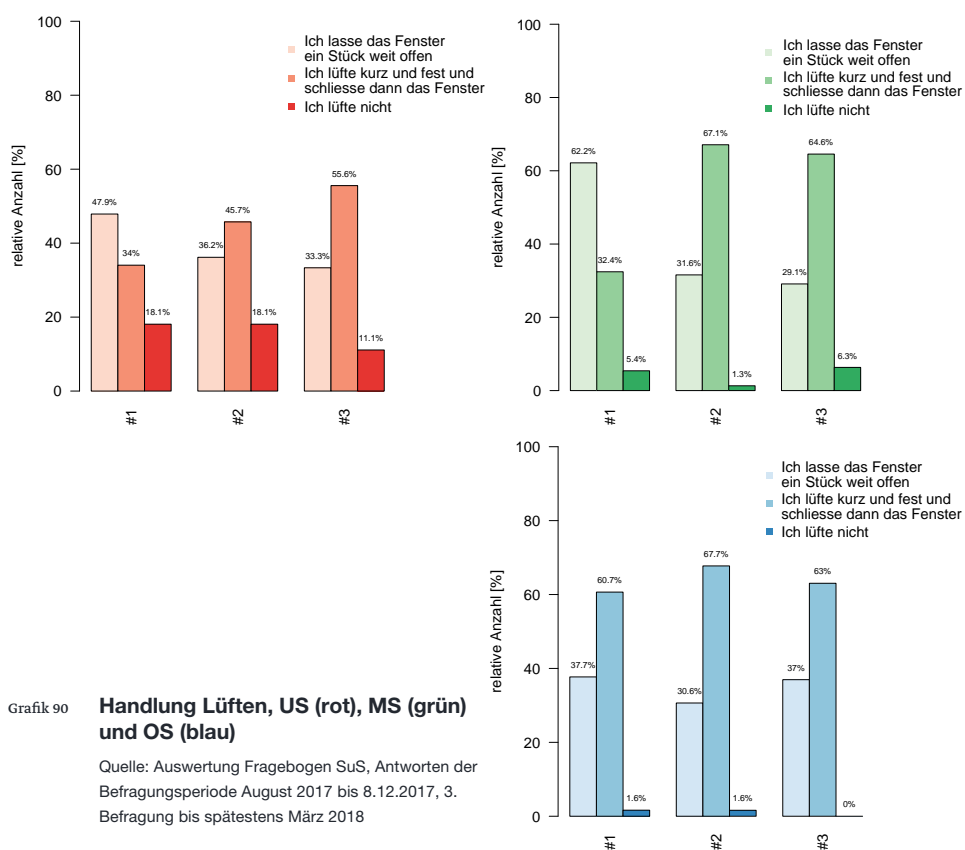 100
80
60
40
20
0
relative Anzahl [%]
Ich lasse das Fenster
ein Stück weit offen
Ich lüfte kurz und fest und
schliesse dann das Fenster
Ich lüfte nicht
47.9%
34%
18.1%
36.2%
45.7%
18.1%
33.3%
55.6%
11.1%
#1
#2
#3
100
80
60
40
20
0
relative Anzahl [%]
Ich lasse das Fenster
ein Stück weit offen
Ich lüfte kurz und fest und
schliesse dann das Fenster
Ich lüfte nicht
62.2%
32.4%
5.4%
31.6%
67.1%
1.3%
29.1%
64.6%
6.3%
#1
#2
#3
100
80
60
40
20
0
relative Anzahl [%]
Ich lasse das Fenster
ein Stück weit offen
Ich lüfte kurz und fest und
schliesse dann das Fenster
Ich lüfte nicht
37.7%
60.7%
1.6%
30.6%
67.7%
1.6%
37%
63%
0%
#1
#2
#3
Grafik 90
Handlung Lüften, US (rot), MS (grün)
und OS (blau)
Quelle: Auswertung Fragebogen SuS, Antworten der
Befragungsperiode August 2017 bis 8.12.2017, 3.
Befragung bis spätestens März 2018